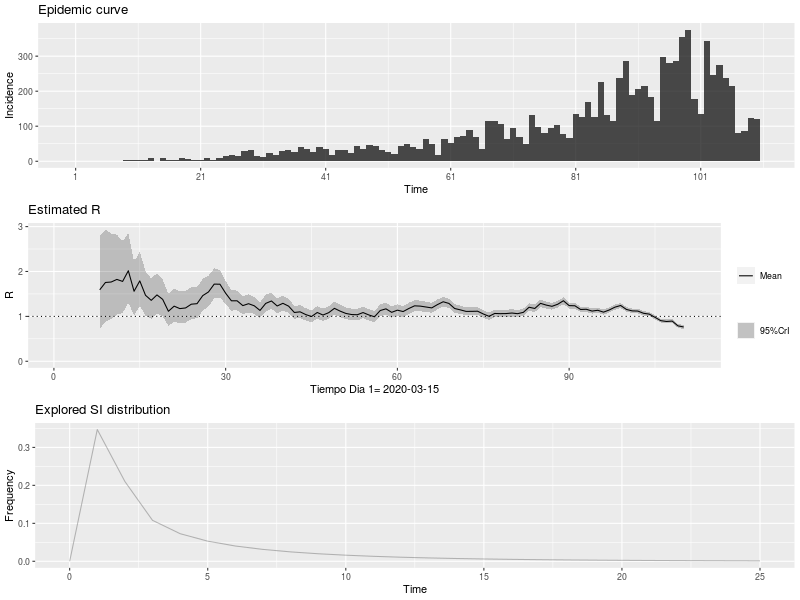 Epidemic curve
Incidence
300
200
100
0
1 21 41 61 81 101
Time
Estimated R
R
3
2
1
0
0 30 60 90
Tiempo Dia 1= 2020-03-15
Mean
95%CrI
Explored SI distribution
Frequency
0.3
0.2
0.1
0.0
0 5 10 15 20 25
Time